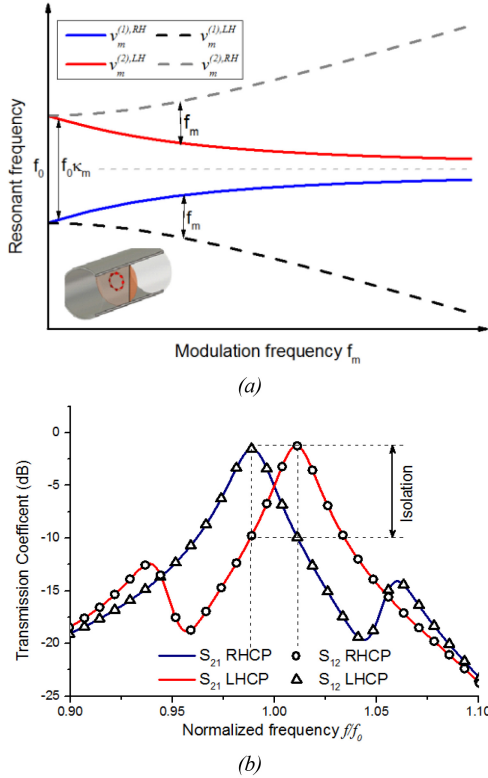 (a)
ν_m^{(1),RH} ν_m^{(1),LH}
ν_m^{(2),LH} ν_m^{(2),RH}
Resonant frequency
f_0
f_0κ_m
f_m
f_m
Modulation frequency f_m
(a)
Transmission Coefficent (dB)
0
-5
-10
-15
-20
-25
Isolation
S_21 RHCP S_12 RHCP
S_21 LHCP S_12 LHCP
0.90 0.95 1.00 1.05 1.10
Normalized frequency f/f_0
(b)